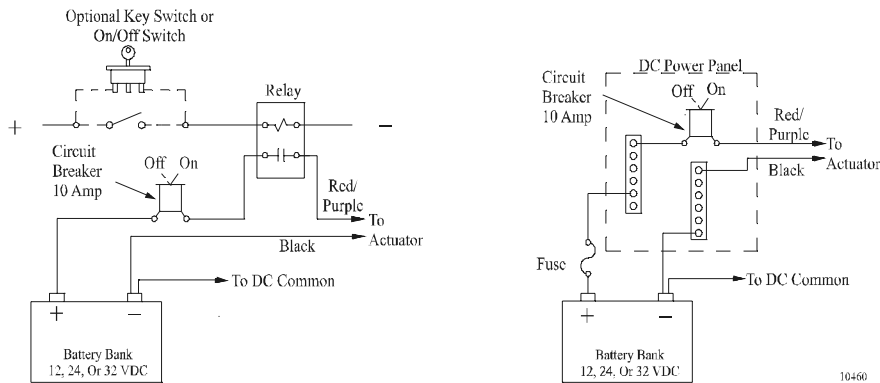 Optional Key Switch or
On/Off Switch
Relay
+
−
Circuit
Breaker
10 Amp
Off On
Red/
Purple
To
Actuator
Black
To DC Common
+ −
Battery Bank
12, 24, Or 32 VDC
DC Power Panel
Circuit
Breaker
10 Amp
Off On
Red/
Purple
To
Actuator
Black
Fuse
To DC Common
+ −
Battery Bank
12, 24, Or 32 VDC
10460